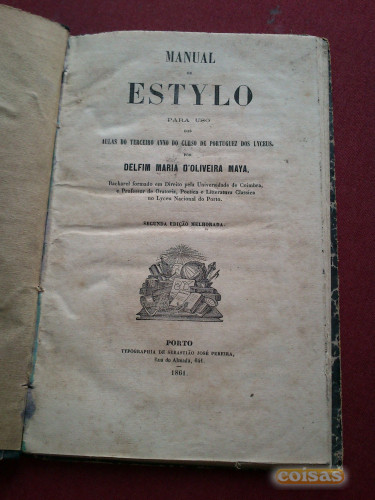 MANUAL
DE
ESTYLO
PARA USO
DAS
AULAS DO TERCEIRO ANNO DO CURSO DE PORTUGUEZ DOS LYCEUS,
POR
DELFIM MARIA D'OLIVEIRA MAYA,
Bacharel formado em Direito pela Universidade de Coimbra,
e Professor de Oratoria, Poetica e Litteratura Classica
no Lyceu Nacional do Porto.
SEGUNDA EDIÇÃO MELHORADA.
PORTO
TYPOGRAPHIA DE SEBASTIÃO JOSÉ PEREIRA,
Rua do Almada, 641.
1861.
coisas